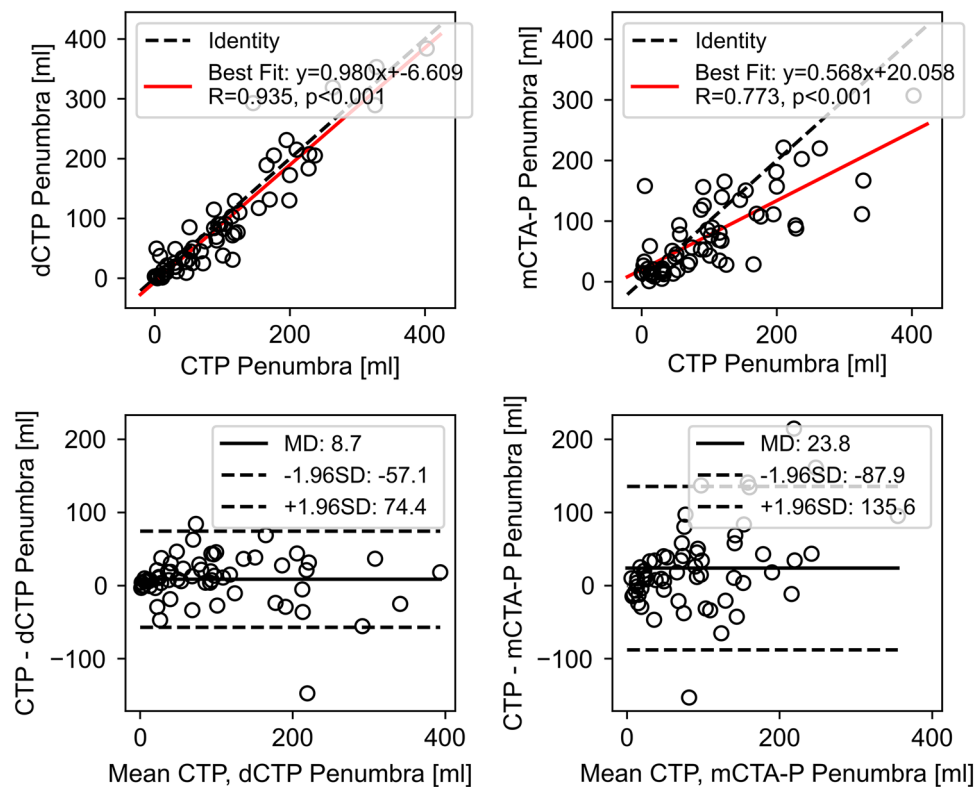 dCTP Penumbra [ml]
400
300
200
100
0
Identity
Best Fit: y=0.980x+-6.609
R=0.935, p<0.001
0
200
400
CTP Penumbra [ml]
mCTA-P Penumbra [ml]
400
300
200
100
0
Identity
Best Fit: y=0.568x+20.058
R=0.773, p<0.001
0
200
400
CTP Penumbra [ml]
CTP - dCTP Penumbra [ml]
200
100
0
−100
MD: 8.7
-1.96SD: -57.1
+1.96SD: 74.4
0
200
400
Mean CTP, dCTP Penumbra [ml]
CTP - mCTA-P Penumbra [ml]
200
100
0
−100
MD: 23.8
-1.96SD: -87.9
+1.96SD: 135.6
0
200
400
Mean CTP, mCTA-P Penumbra [ml]